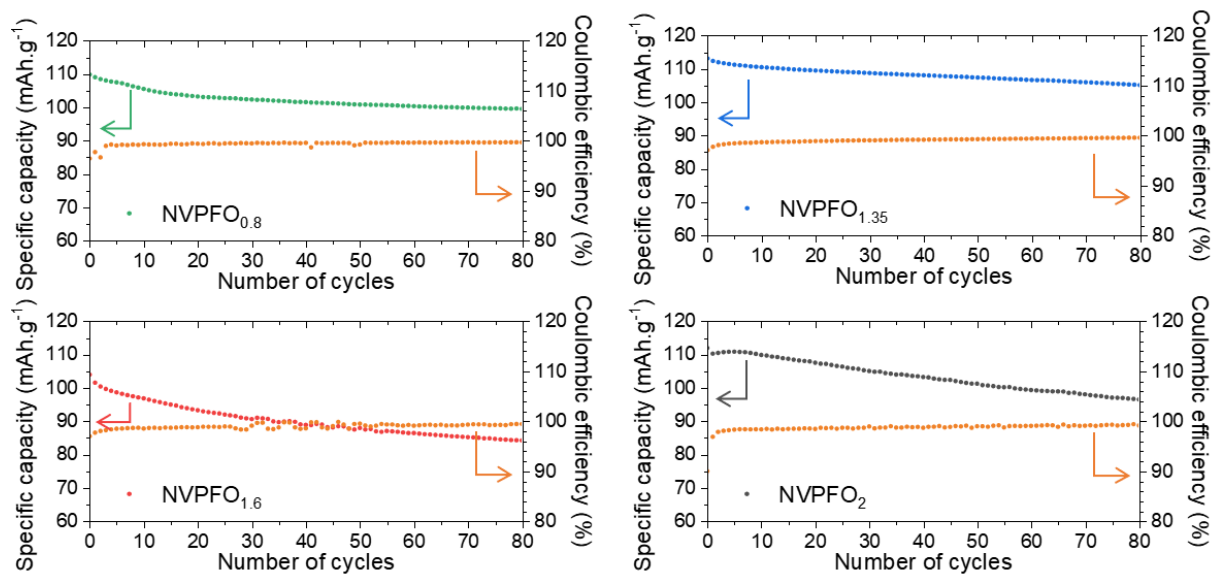 Specific capacity (mAh.g⁻¹)
120
110
100
90
80
70
60
0 10 20 30 40 50 60 70 80
Number of cycles
120
110
100
90
80
Coulombic efficiency (%)
NVPFO₀.₈
Specific capacity (mAh.g⁻¹)
120
110
100
90
80
70
60
0 10 20 30 40 50 60 70 80
Number of cycles
120
110
100
90
80
Coulombic efficiency (%)
NVPFO₁.₃₅
Specific capacity (mAh.g⁻¹)
120
110
100
90
80
70
60
0 10 20 30 40 50 60 70 80
Number of cycles
120
110
100
90
80
Coulombic efficiency (%)
NVPFO₁.₆
Specific capacity (mAh.g⁻¹)
120
110
100
90
80
70
60
0 10 20 30 40 50 60 70 80
Number of cycles
120
110
100
90
80
Coulombic efficiency (%)
NVPFO₂